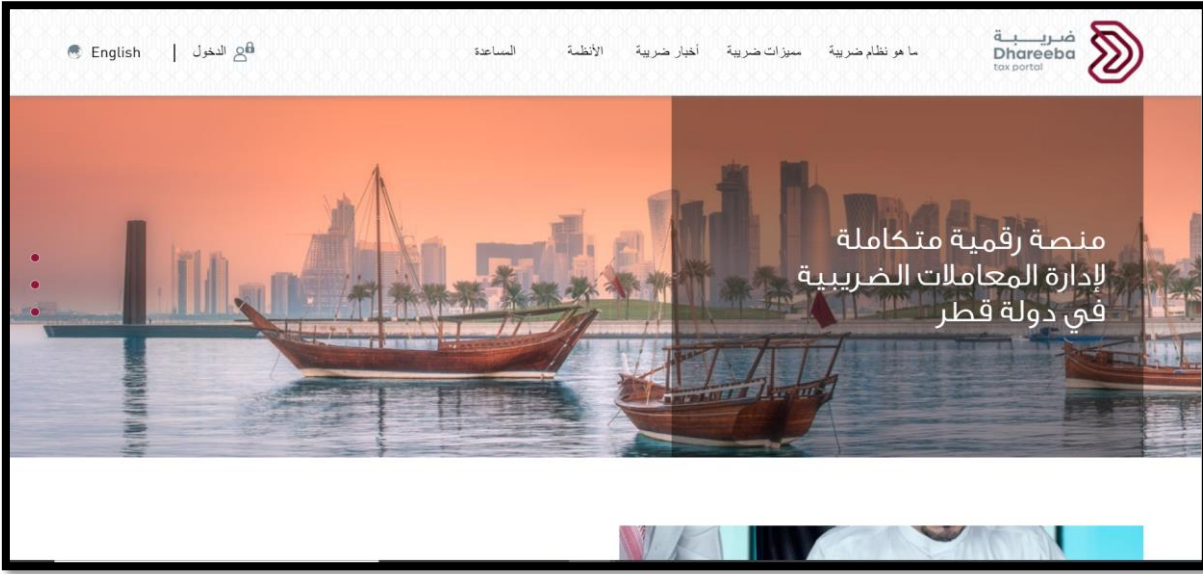 ضريبة
Dhareeba
tax portal
ما هو نظام ضريبة
مميزات ضريبة
أخبار ضريبة
الأنظمة
المساعدة
الدخول
English
منصة رقمية متكاملة
لإدارة المعاملات الضريبية
في دولة قطر